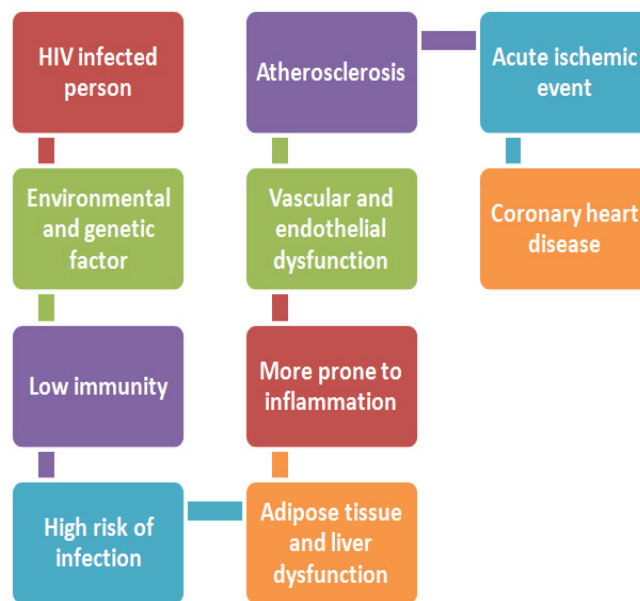 HIV infected
person
Environmental
and genetic
factor
Low immunity
High risk of
infection
Adipose tissue
and liver
dysfunction
More prone to
inflammation
Vascular and
endothelial
dysfunction
Atherosclerosis
Acute ischemic
event
Coronary heart
disease